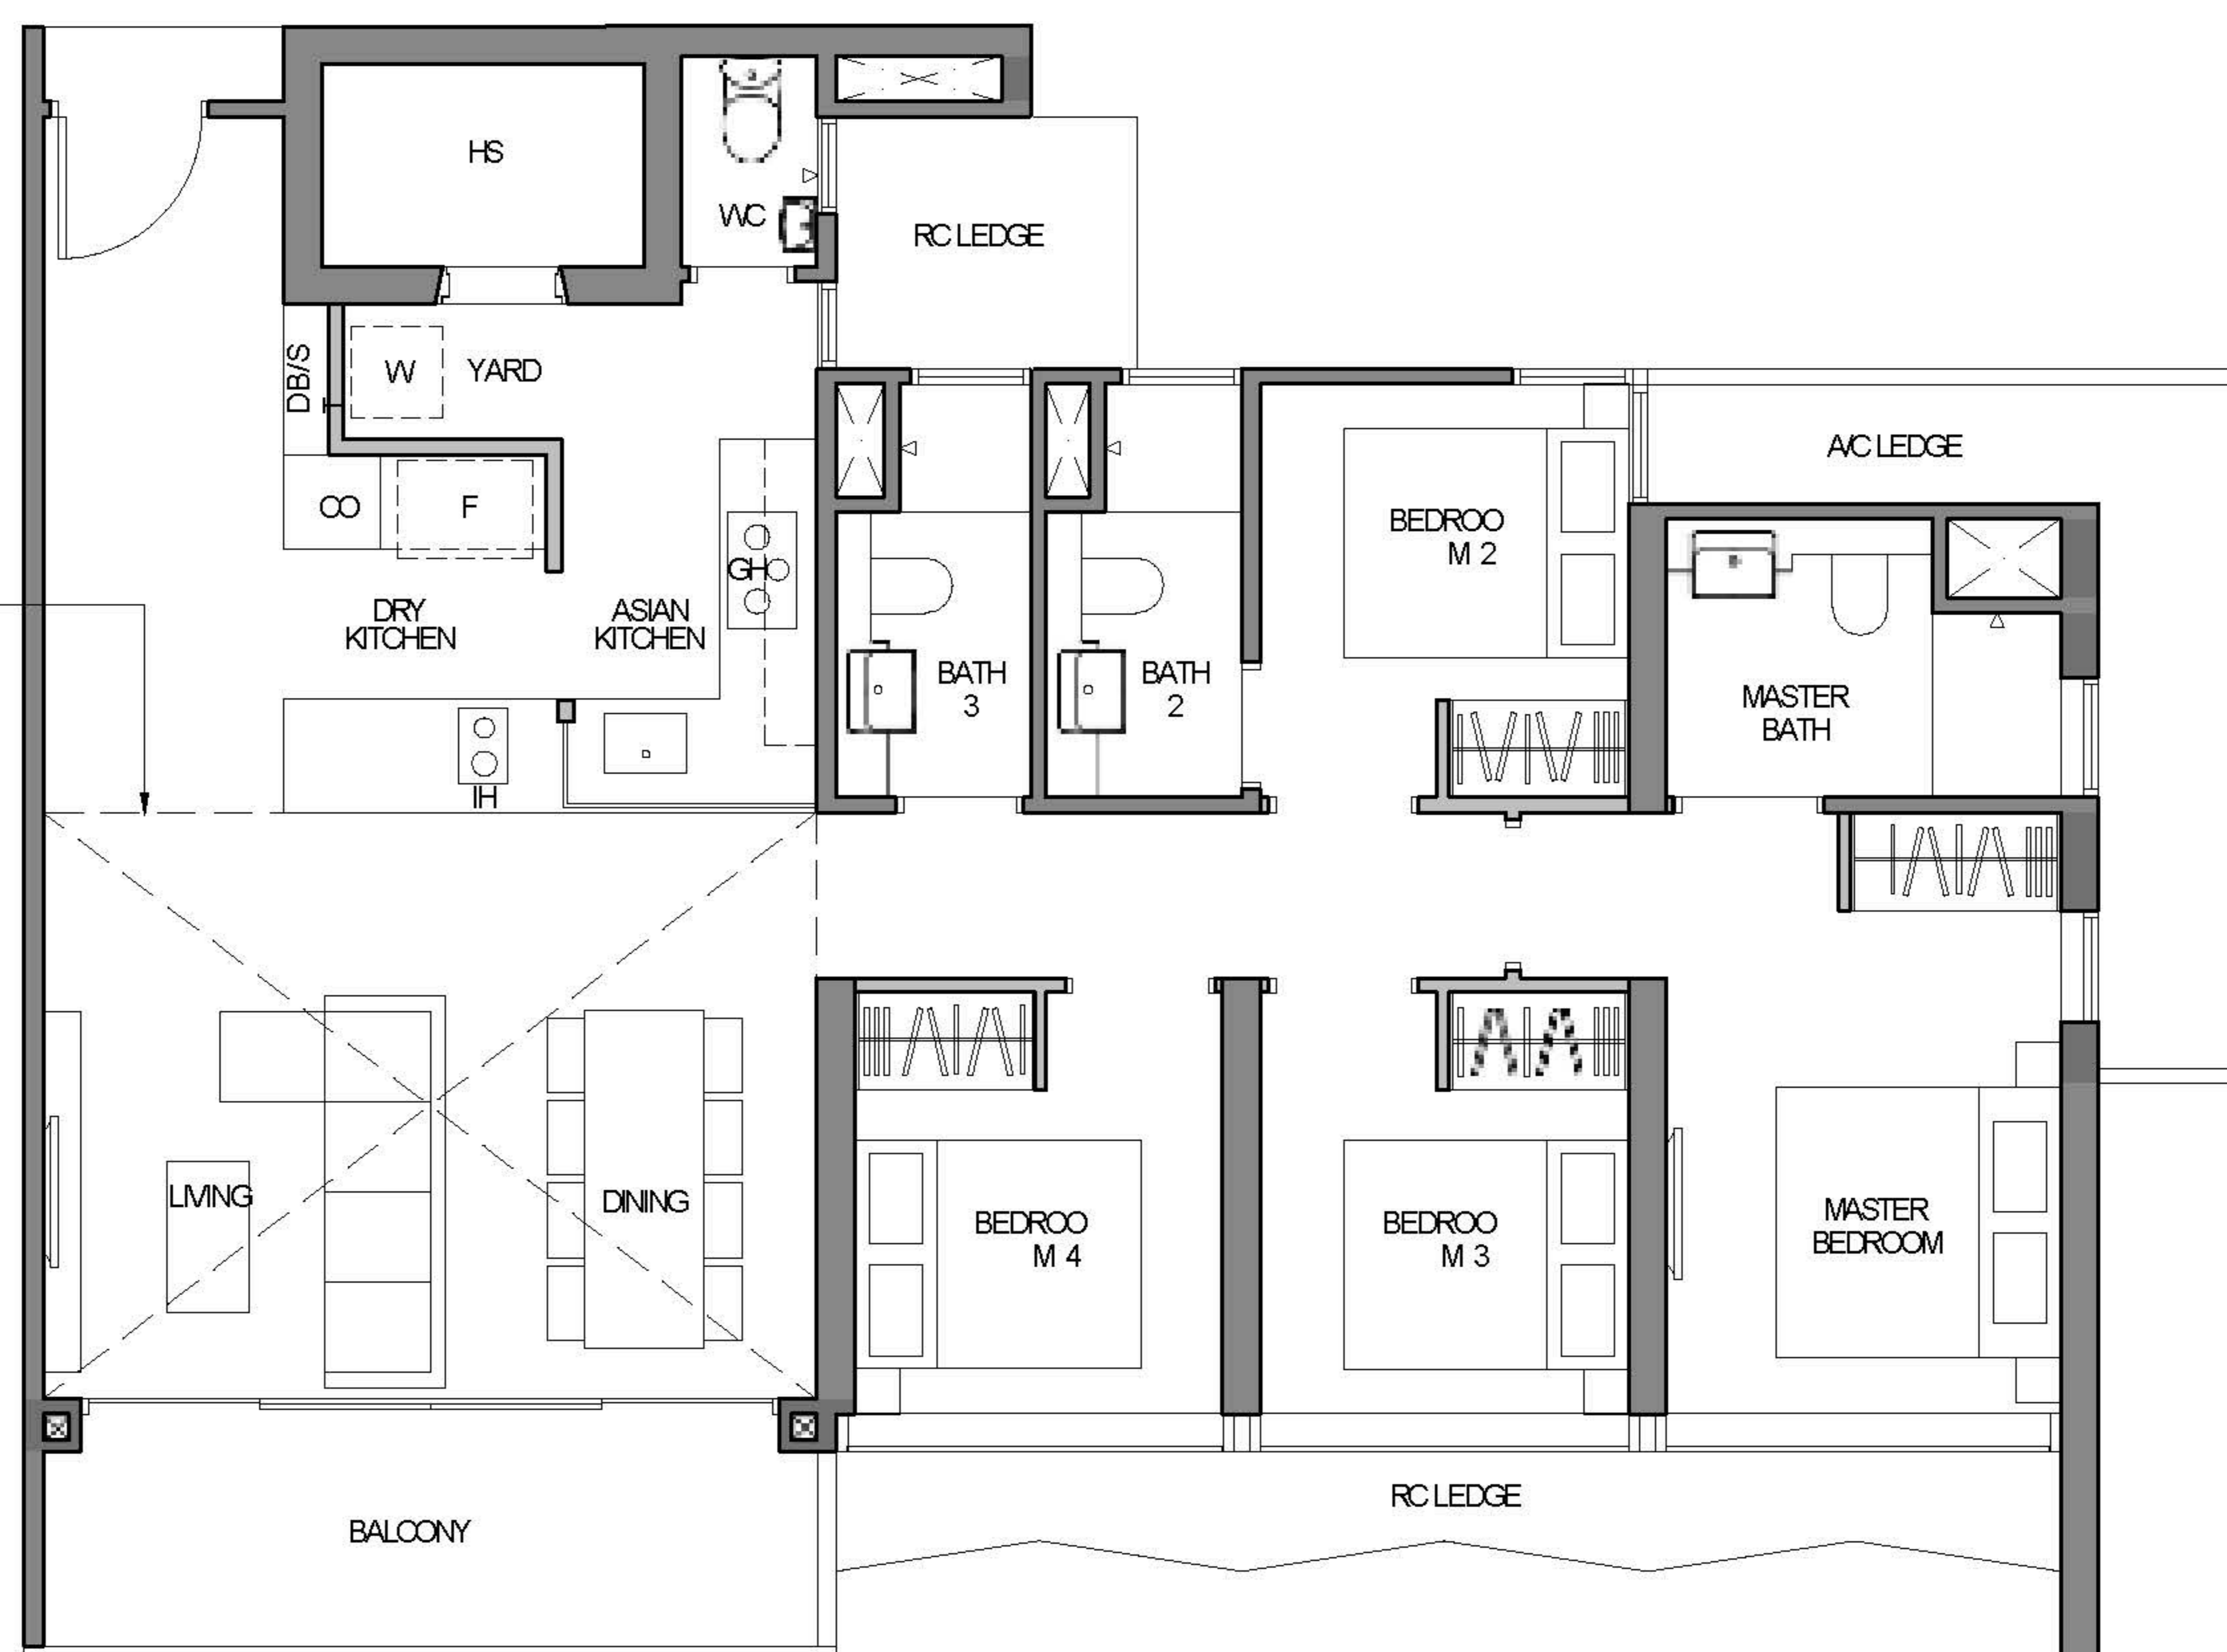 HS
WC
RC LEDGE
DB/S
W
YARD
CO
F
GH
DRY
KITCHEN
ASIAN
KITCHEN
IH
BATH
3
BATH
2
BEDROO
M 2
A/C LEDGE
MASTER
BATH
LIVING
DINING
BEDROO
M 4
BEDROO
M 3
MASTER
BEDROOM
RC LEDGE
BALCONY